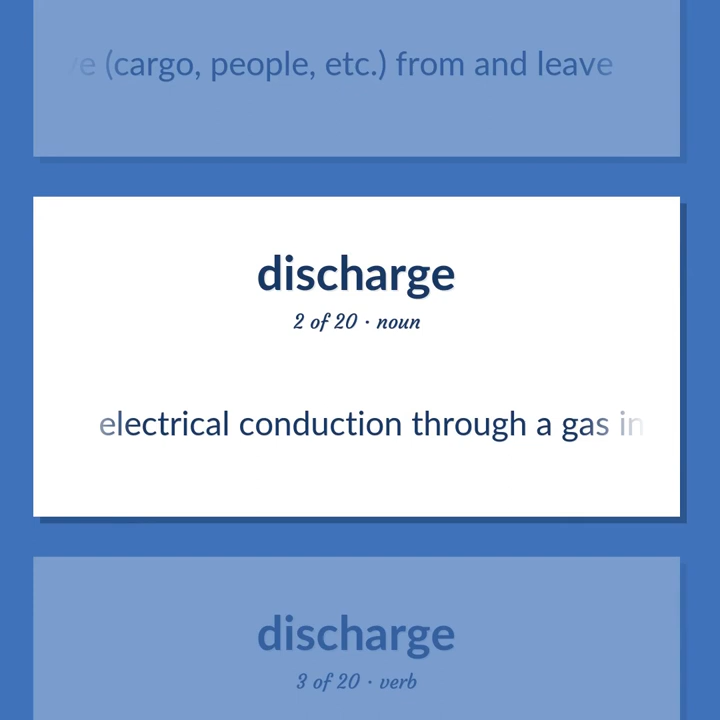 (cargo, people, etc.) from and leave
discharge
2 of 20 · noun
electrical conduction through a gas in
discharge
3 of 20 · verb